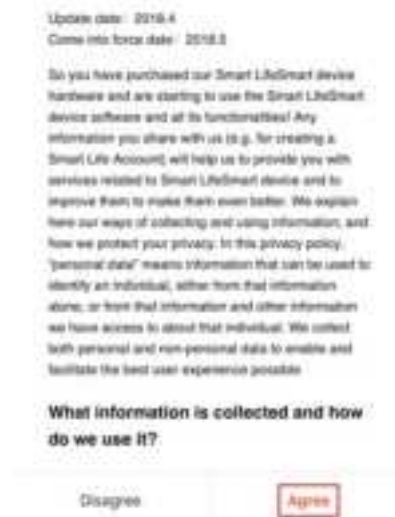 Update date: 2018.4
Come into force date: 2018.5
So you have purchased our Smart LifeSmart device
hardware and are starting to use the Smart LifeSmart
device software and all its functionalities! Any
information you share with us (e.g. for creating a
Smart Life Account) will help us to provide you with
services related to Smart LifeSmart device and to
improve them to make them even better. We explain
here our ways of collecting and using information, and
how we protect your privacy. In this privacy policy,
"personal data" means information that can be used to
identify an individual, either from that information
alone, or from that information and other information
we have access to about that individual. We collect
both personal and non-personal data to enable and
facilitate the best user experience possible
What information is collected and how
do we use it?
Disagree
Agree